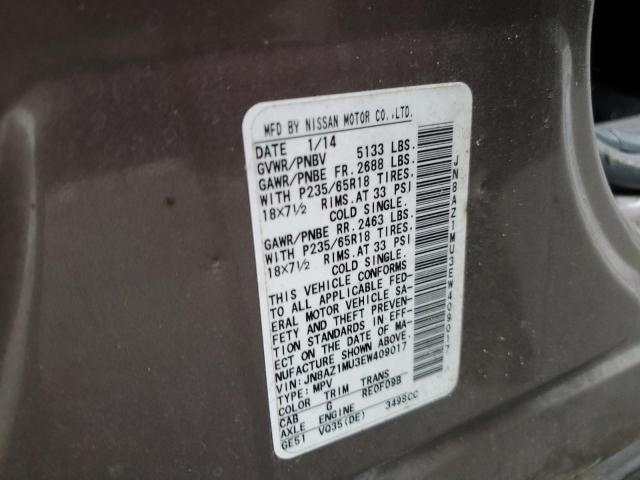 MFD BY NISSAN MOTOR CO.,LTD.
DATE 1/14
GVWR/PNBV 5133 LBS.
GAWR/PNBE FR. 2688 LBS.
WITH P235/65R18 TIRES.
18X7½ RIMS.AT 33 PSI
COLD SINGLE.
GAWR/PNBE RR. 2463 LBS.
WITH P235/65R18 TIRES.
18X7½ RIMS.AT 33 PSI
COLD SINGLE.
THIS VEHICLE CONFORMS
TO ALL APPLICABLE FED-
ERAL MOTOR VEHICLE SA-
FETY AND THEFT PREVEN-
TION STANDARDS IN EFF-
ECT ON THE DATE OF MA-
NUFACTURE SHOWN ABOVE.
VIN: JN8AZ1MU3EW409017
TYPE: MPV
COLOR TRIM TRANS
CAB G RE0F09B
AXLE ENGINE
GE51 VQ35(DE) 3498CC
JN8AZ1MU3EW409017